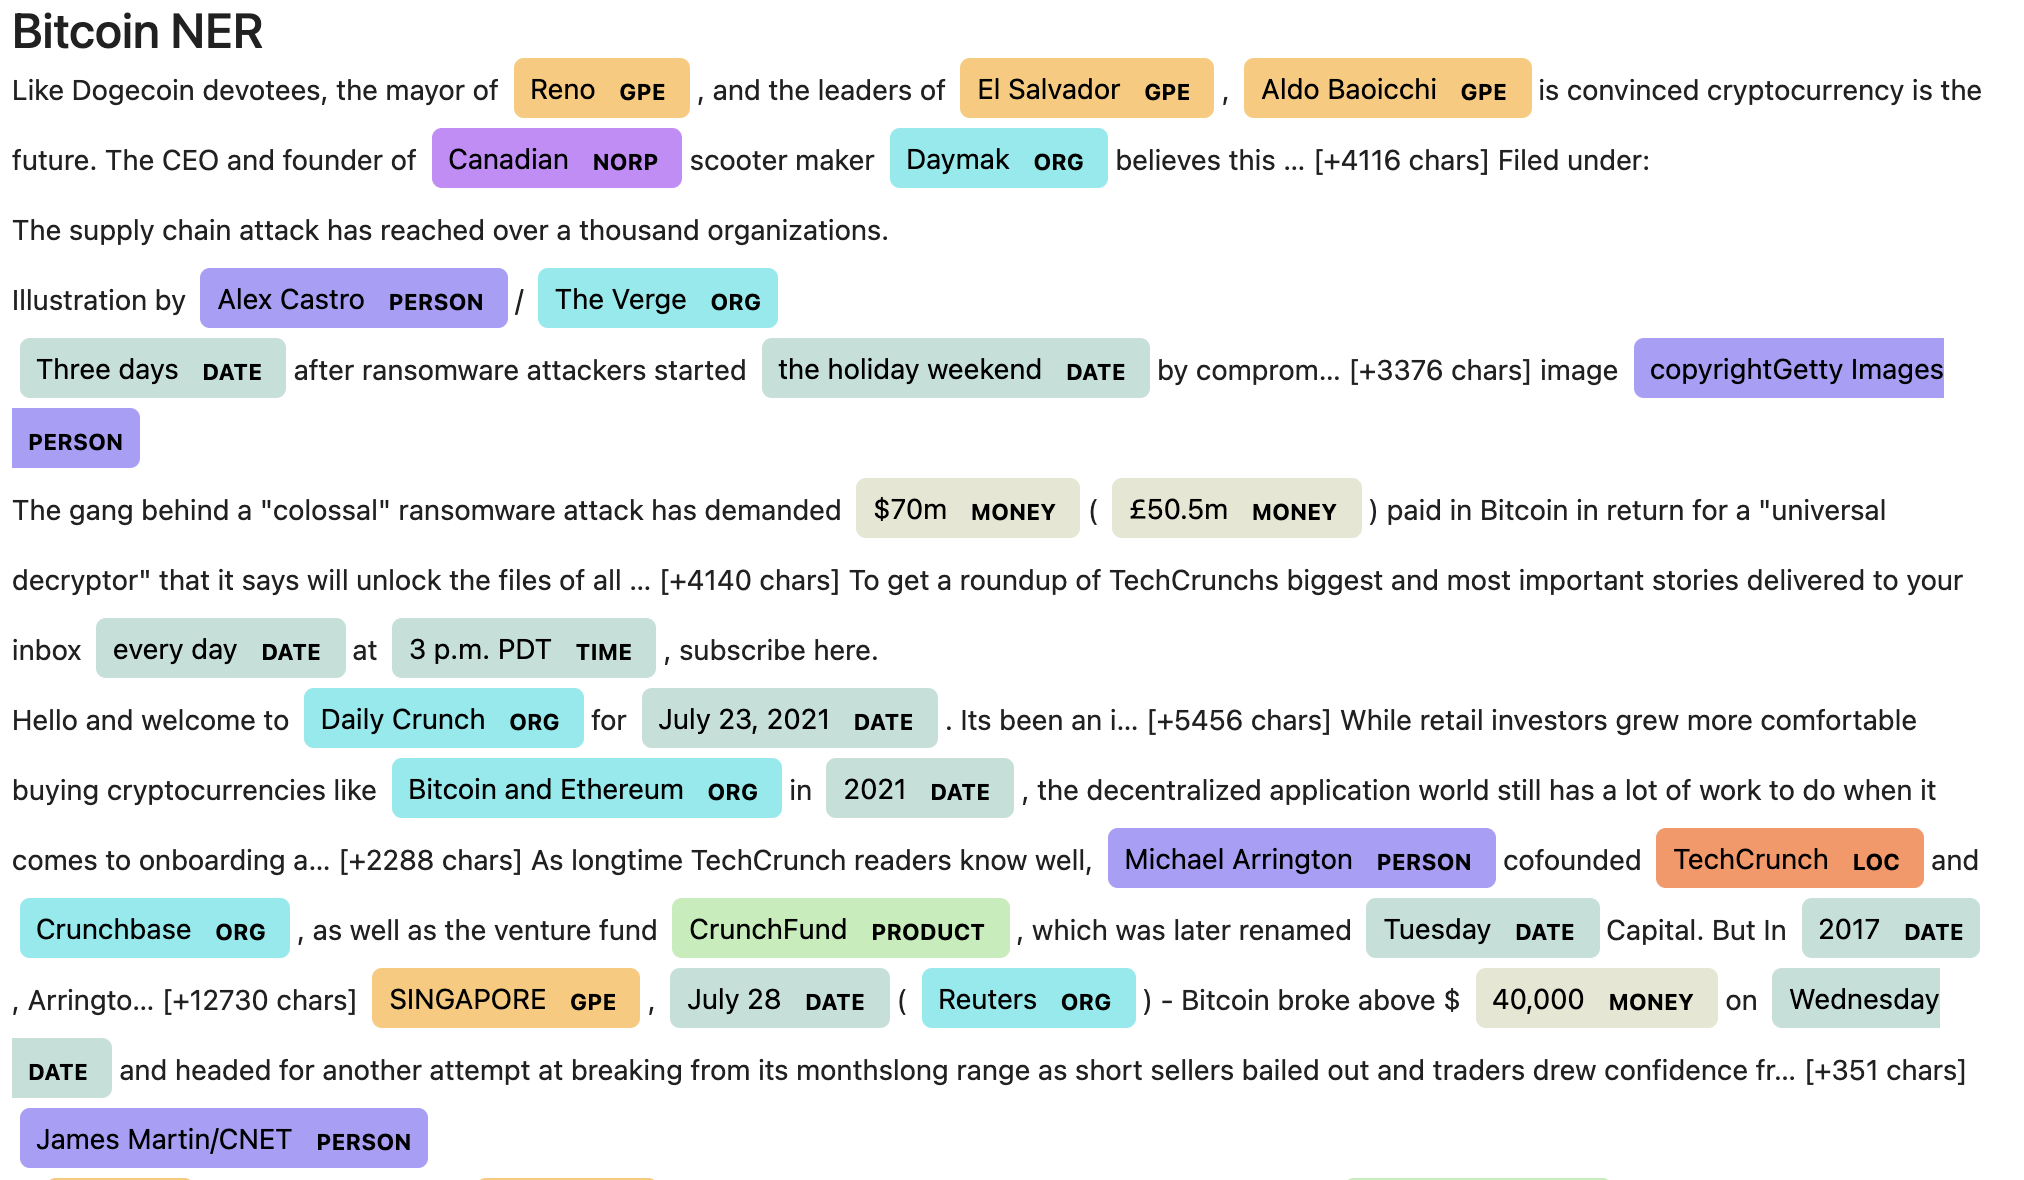 Bitcoin NER
Like Dogecoin devotees, the mayor of Reno GPE , and the leaders of El Salvador GPE , Aldo Baoicchi GPE is convinced cryptocurrency is the
future. The CEO and founder of Canadian NORP scooter maker Daymak ORG believes this ... [+4116 chars] Filed under:
The supply chain attack has reached over a thousand organizations.
Illustration by Alex Castro PERSON / The Verge ORG
Three days DATE after ransomware attackers started the holiday weekend DATE by comprom... [+3376 chars] image copyrightGetty Images
PERSON
The gang behind a "colossal" ransomware attack has demanded $70m MONEY ( £50.5m MONEY ) paid in Bitcoin in return for a "universal
decryptor" that it says will unlock the files of all ... [+4140 chars] To get a roundup of TechCrunchs biggest and most important stories delivered to your
inbox every day DATE at 3 p.m. PDT TIME , subscribe here.
Hello and welcome to Daily Crunch ORG for July 23, 2021 DATE . Its been an i... [+5456 chars] While retail investors grew more comfortable
buying cryptocurrencies like Bitcoin and Ethereum ORG in 2021 DATE , the decentralized application world still has a lot of work to do when it
comes to onboarding a... [+2288 chars] As longtime TechCrunch readers know well, Michael Arrington PERSON cofounded TechCrunch LOC and
Crunchbase ORG , as well as the venture fund CrunchFund PRODUCT , which was later renamed Tuesday DATE Capital. But In 2017 DATE
, Arringto... [+12730 chars] SINGAPORE GPE , July 28 DATE ( Reuters ORG ) - Bitcoin broke above $ 40,000 MONEY on Wednesday
DATE and headed for another attempt at breaking from its monthslong range as short sellers bailed out and traders drew confidence fr... [+351 chars]
James Martin/CNET PERSON